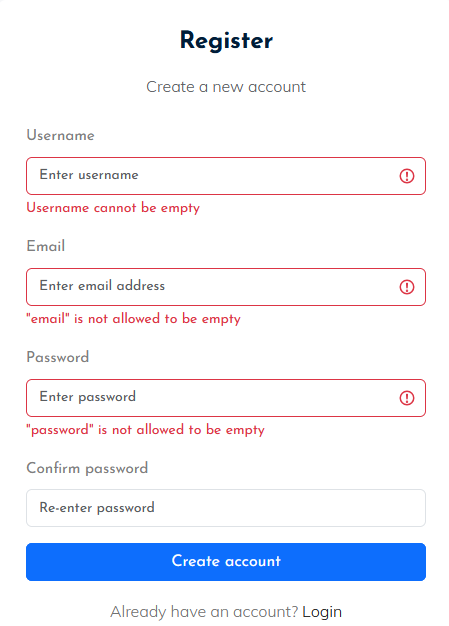 Register
Create a new account
Username
Enter username
Username cannot be empty
Email
Enter email address
"email" is not allowed to be empty
Password
Enter password
"password" is not allowed to be empty
Confirm password
Re-enter password
Create account
Already have an account? Login